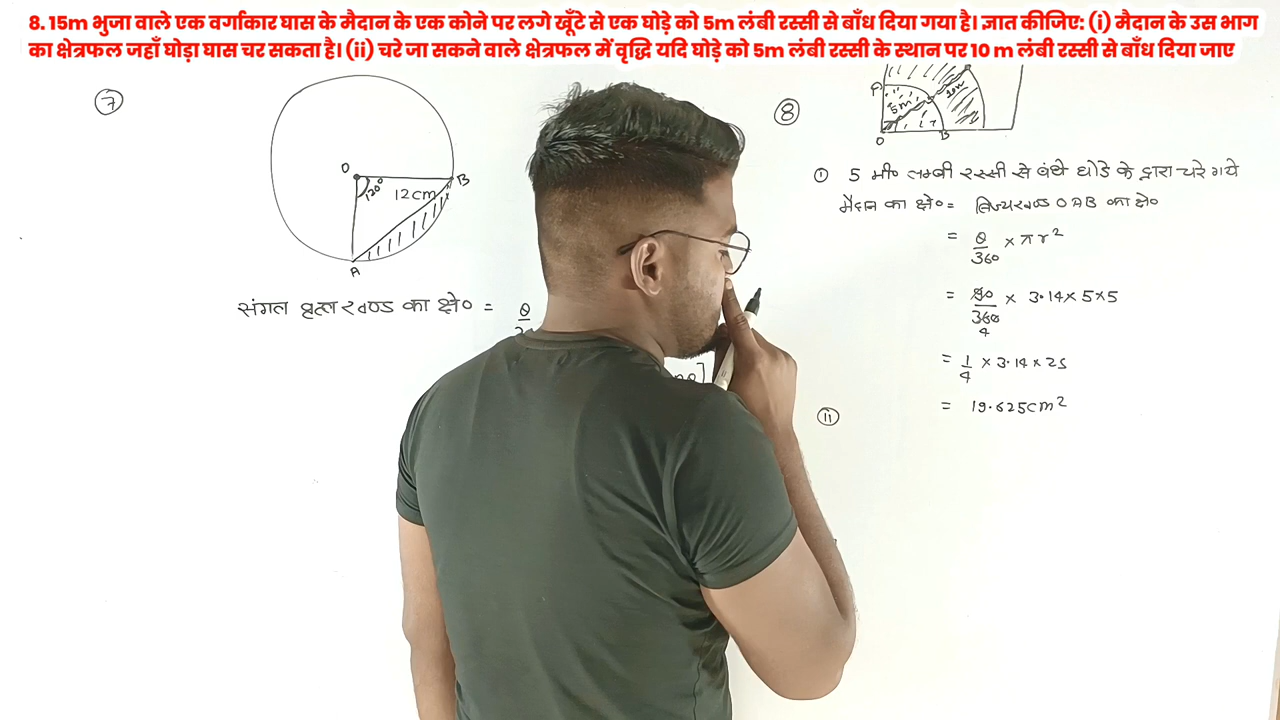 8. 15m भुजा वाले एक वर्गाकार घास के मैदान के एक कोने पर लगे खूँटे से एक घोड़े को 5m लंबी रस्सी से बाँध दिया गया है। ज्ञात कीजिए: (i) मैदान के उस भाग
का क्षेत्रफल जहाँ घोड़ा घास चर सकता है। (ii) चरे जा सकने वाले क्षेत्रफल में वृद्धि यदि घोड़े को 5m लंबी रस्सी के स्थान पर 10 m लंबी रस्सी से बाँध दिया जाए
7
O
120°
12cm
B
A
संगत वृत्तखण्ड का क्षे० = θ
8
A
5m
10m
O
B
i 5 मी० लम्बी रस्सी से बंधे घोड़े के द्वारा चरे गये
मैदान का क्षे० = त्रिज्यखण्ड OAB का क्षे०
= θ/360 × πr²
= 90/360 × 3.14×5×5
4
= 1/4 × 3.14 × 25
= 19.625cm²
ii